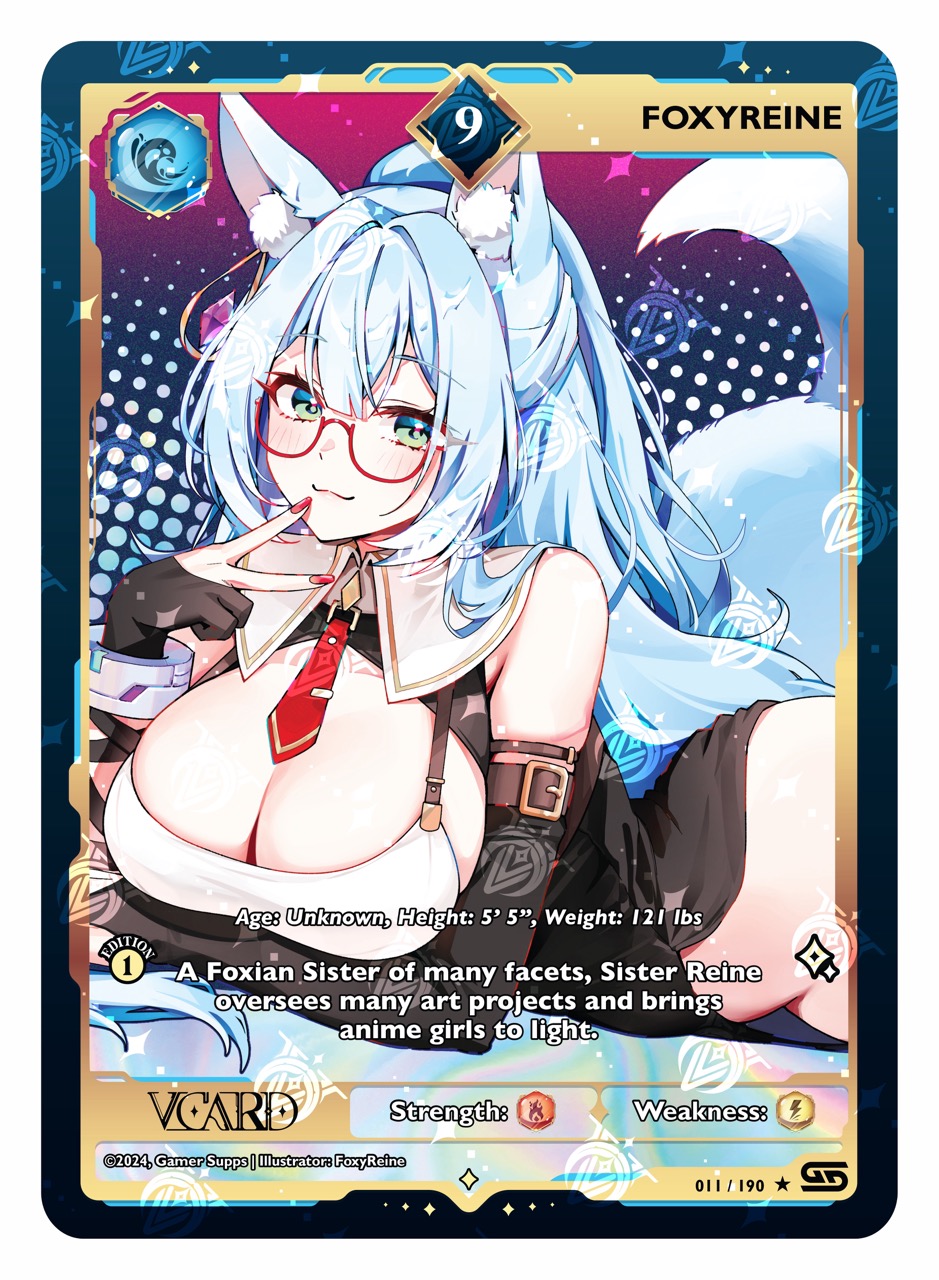 9
FOXYREINE
Age: Unknown, Height: 5’ 5”, Weight: 121 lbs
EDITION
1
A Foxian Sister of many facets, Sister Reine
oversees many art projects and brings
anime girls to light.
VCARD
Strength:
Weakness:
©2024, Gamer Supps | Illustrator: FoxyReine
011 / 190 ★
GS